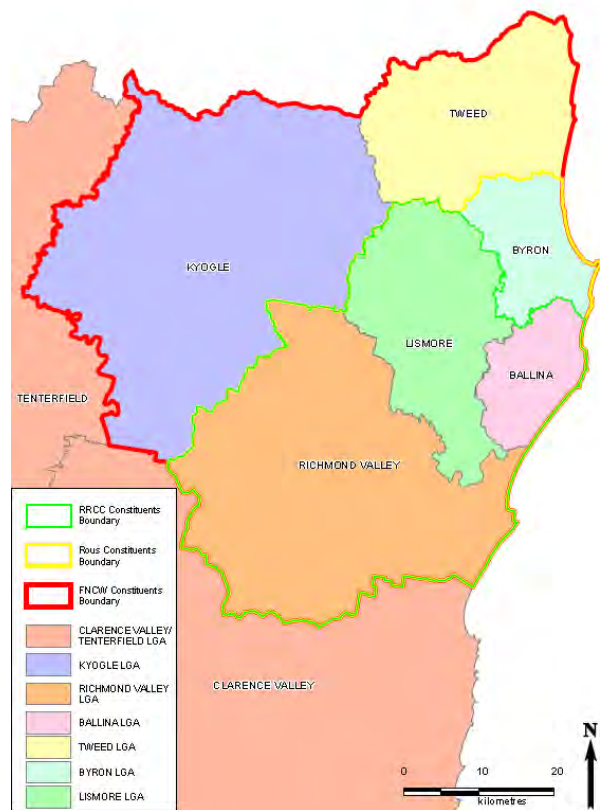 TWEED
BYRON
KYOGLE
LISMORE
BALLINA
TENTERFIELD
RICHMOND VALLEY
RRCC Constituents
Boundary
Rous Constituents
Boundary
FNCW Constituents
Boundary
CLARENCE VALLEY/
TENTERFIELD LGA
KYOGLE LGA
RICHMOND VALLEY
LGA
BALLINA LGA
TWEED LGA
BYRON LGA
LISMORE LGA
CLARENCE VALLEY
N
0 10 20
kilometres